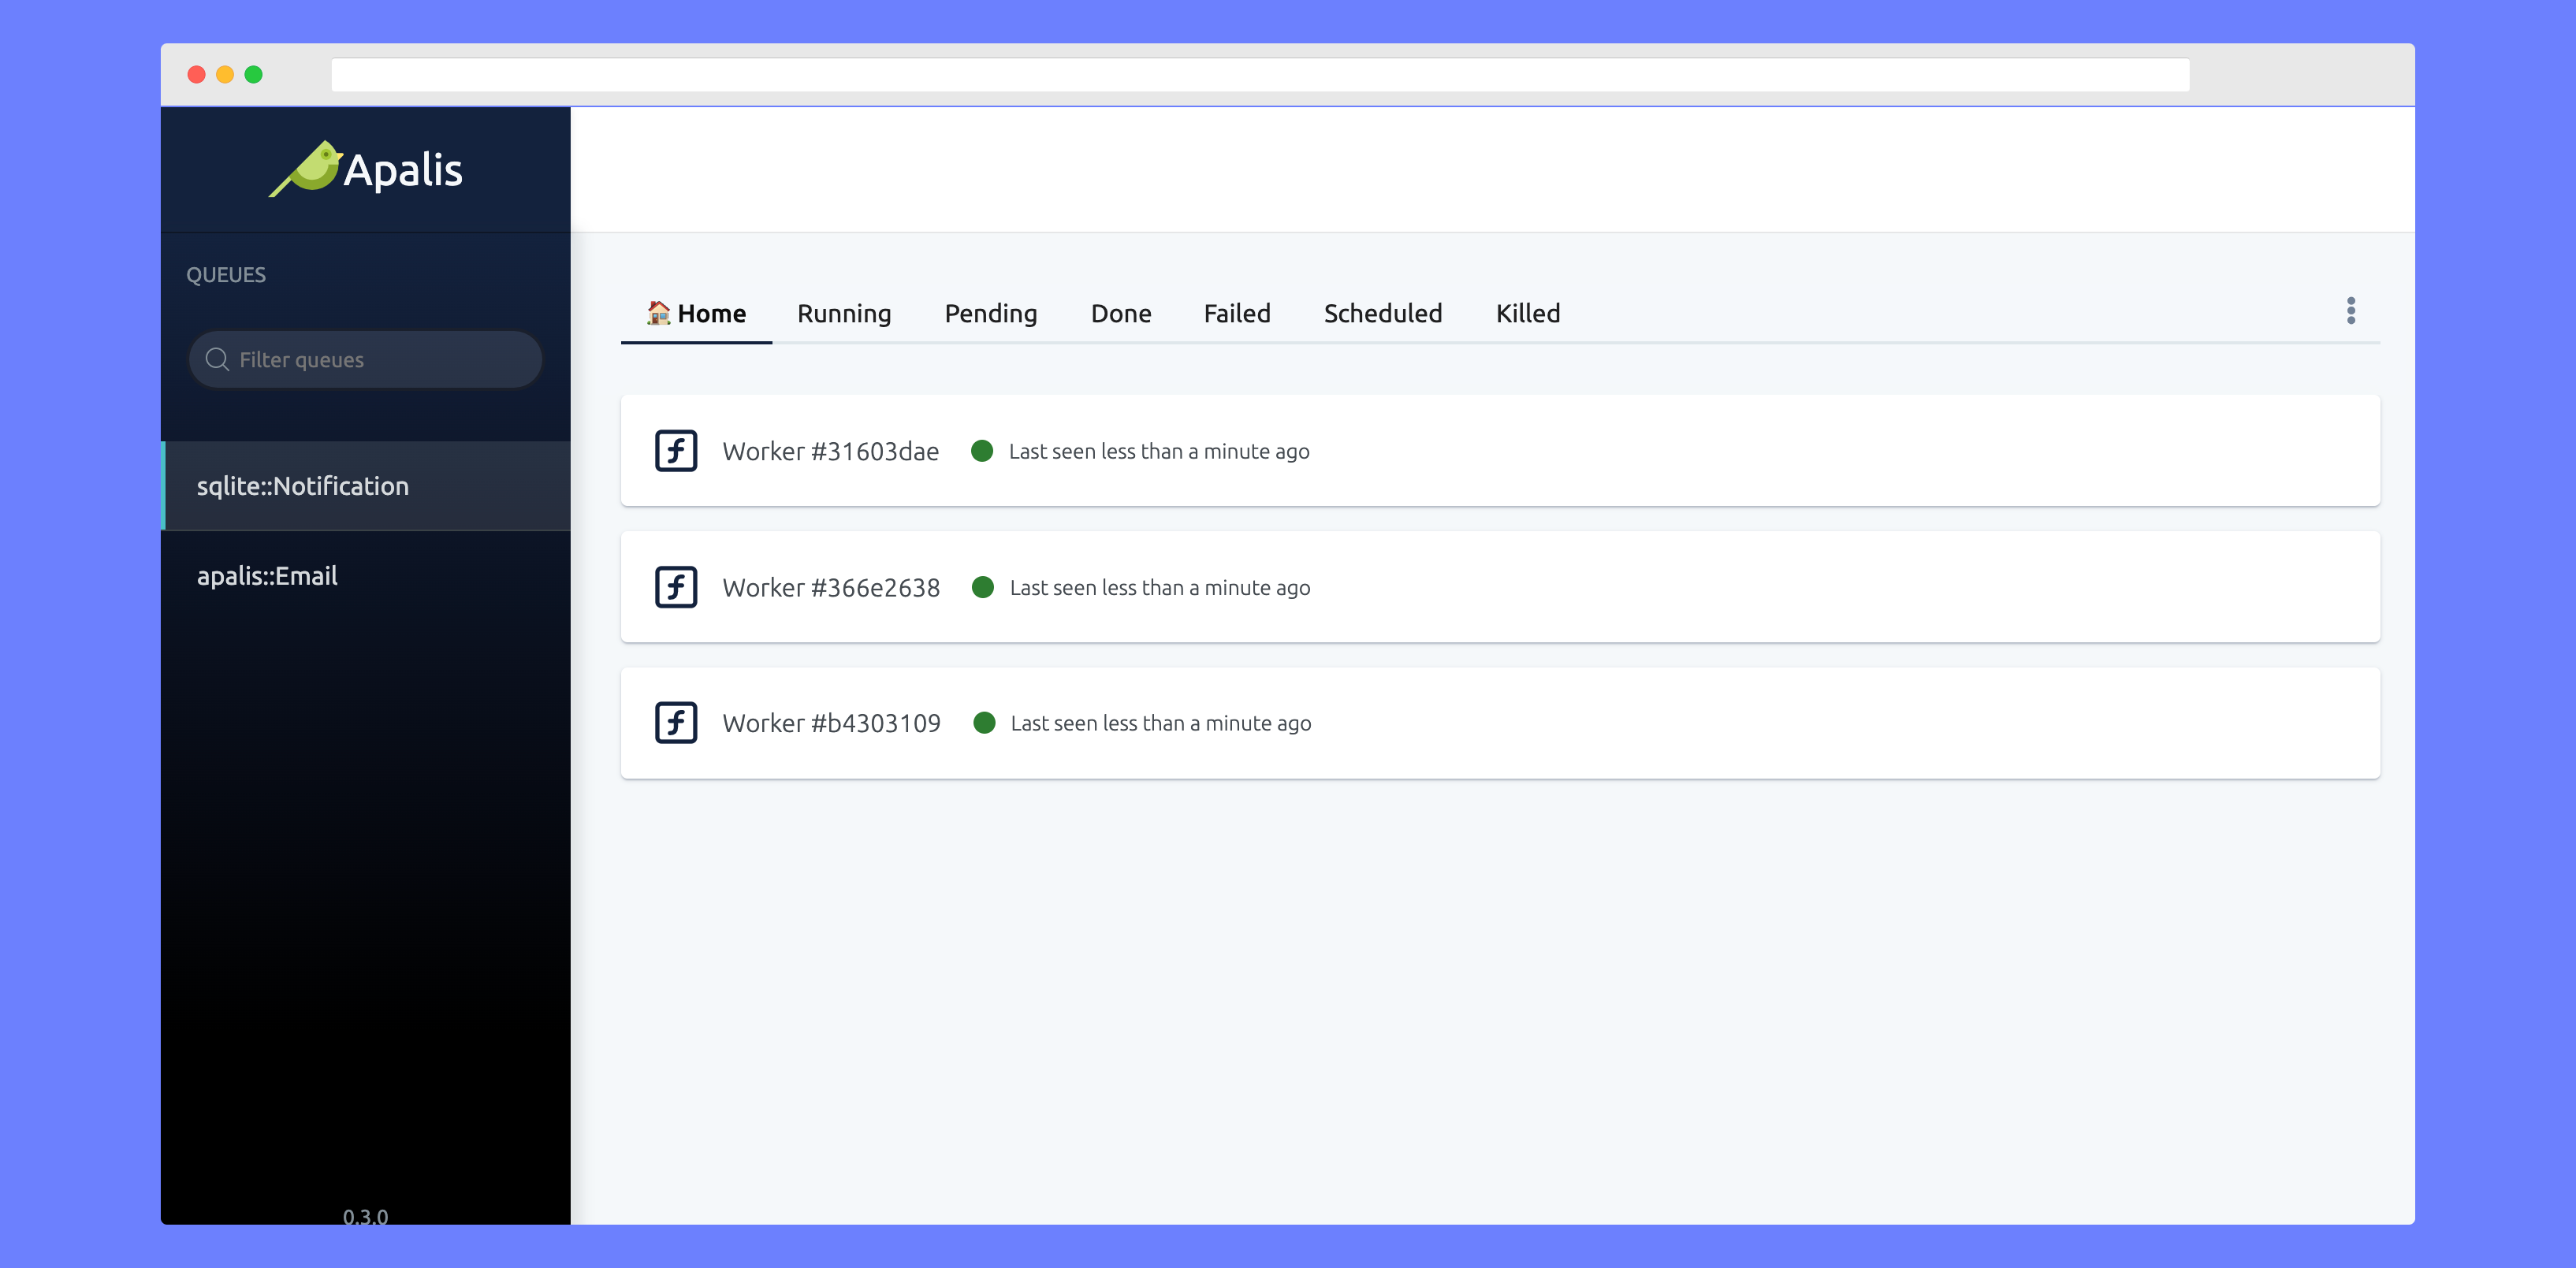 Apalis
QUEUES
Filter queues
sqlite::Notification
apalis::Email
0.3.0
🏠 Home Running Pending Done Failed Scheduled Killed
Worker #31603dae Last seen less than a minute ago
Worker #366e2638 Last seen less than a minute ago
Worker #b4303109 Last seen less than a minute ago